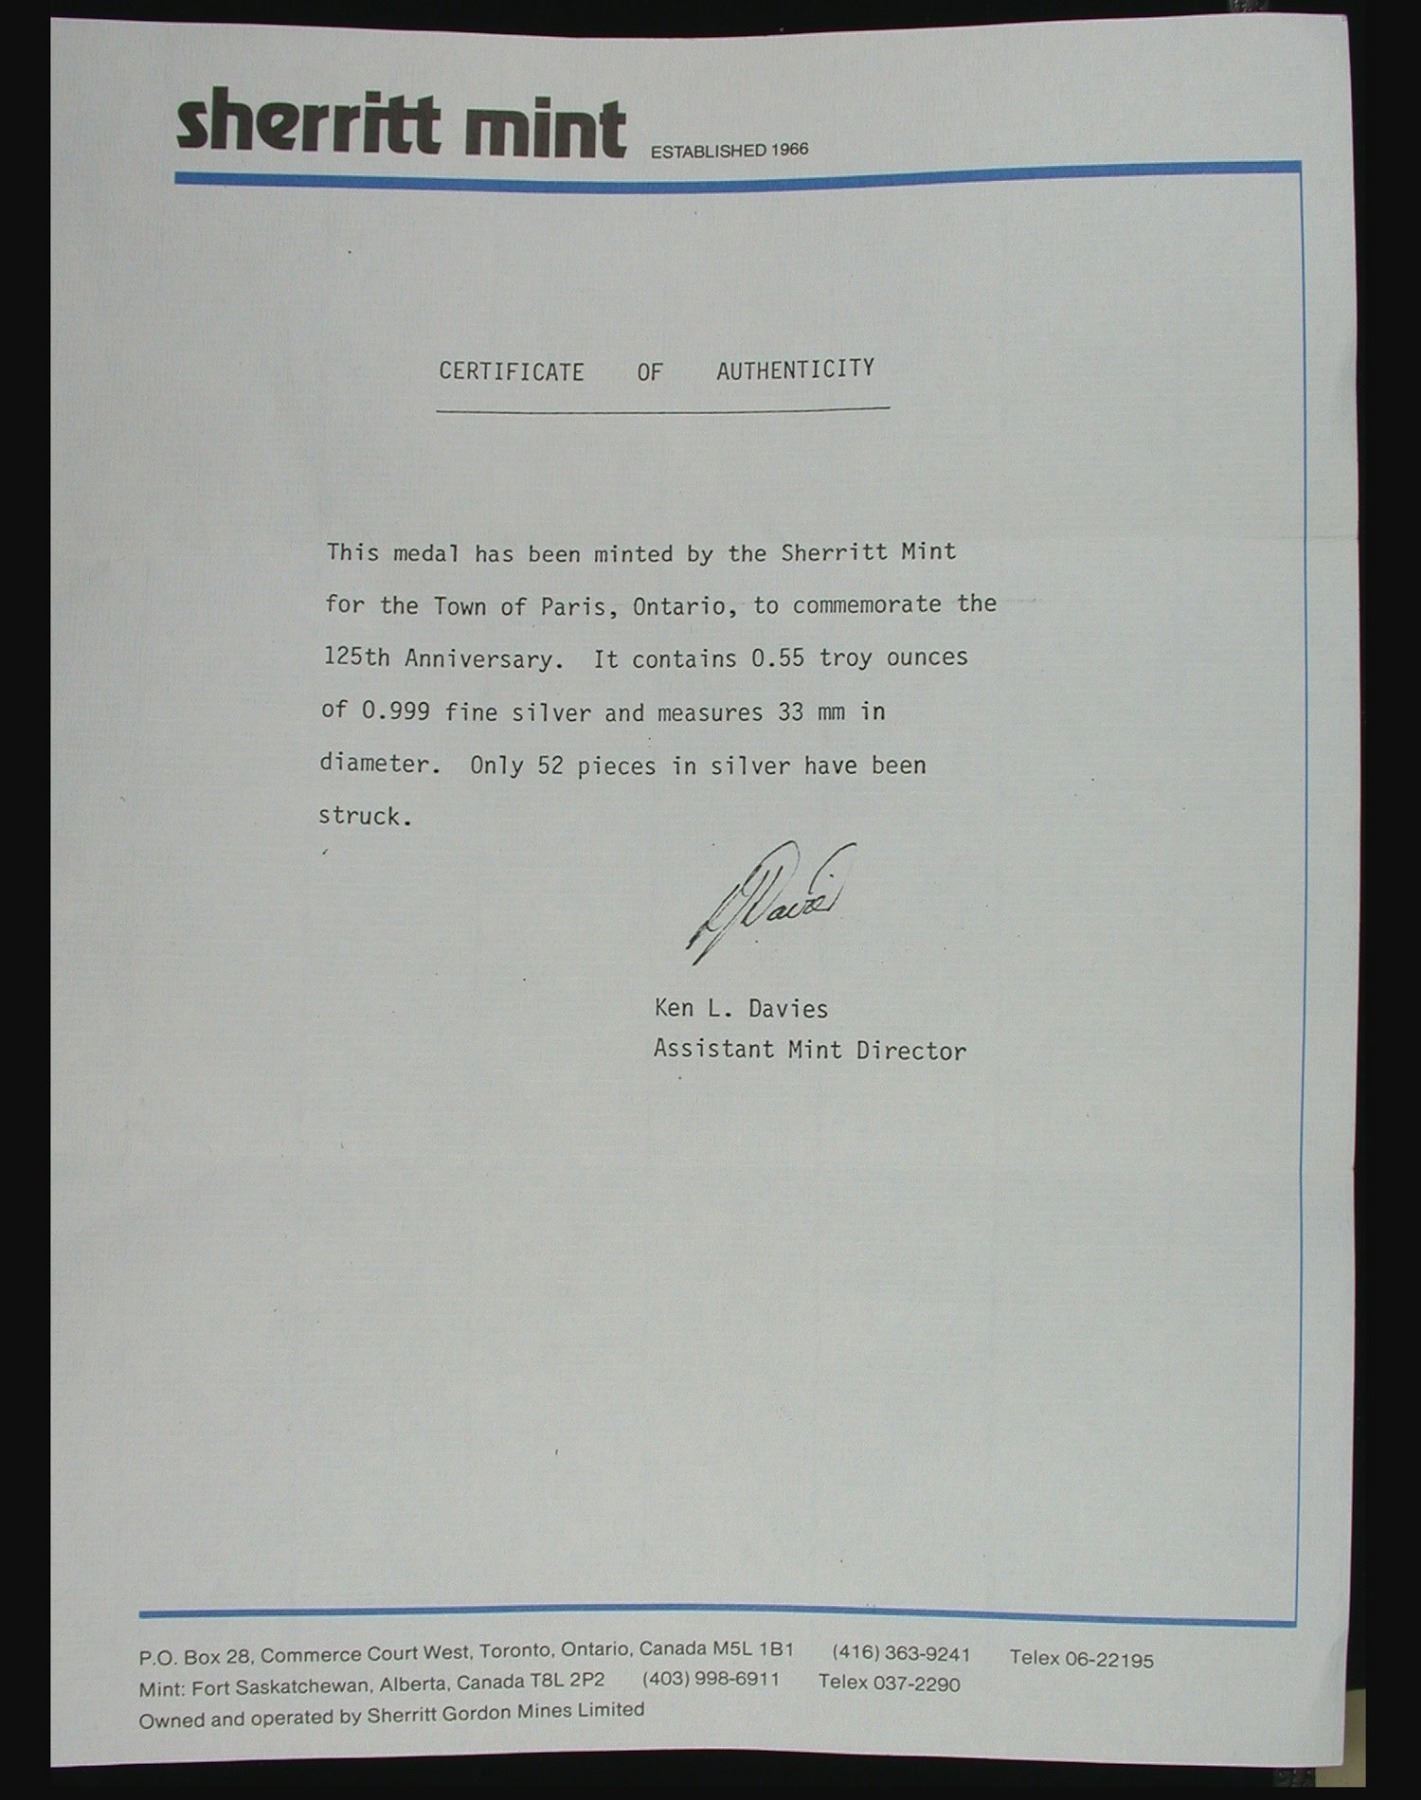 sherritt mint ESTABLISHED 1966
CERTIFICATE OF AUTHENTICITY
This medal has been minted by the Sherritt Mint
for the Town of Paris, Ontario, to commemorate the
125th Anniversary. It contains 0.55 troy ounces
of 0.999 fine silver and measures 33 mm in
diameter. Only 52 pieces in silver have been
struck.
Ken L. Davies
Assistant Mint Director
P.O. Box 28, Commerce Court West, Toronto, Ontario, Canada M5L 1B1 (416) 363-9241 Telex 06-22195
Mint: Fort Saskatchewan, Alberta, Canada T8L 2P2 (403) 998-6911 Telex 037-2290
Owned and operated by Sherritt Gordon Mines Limited